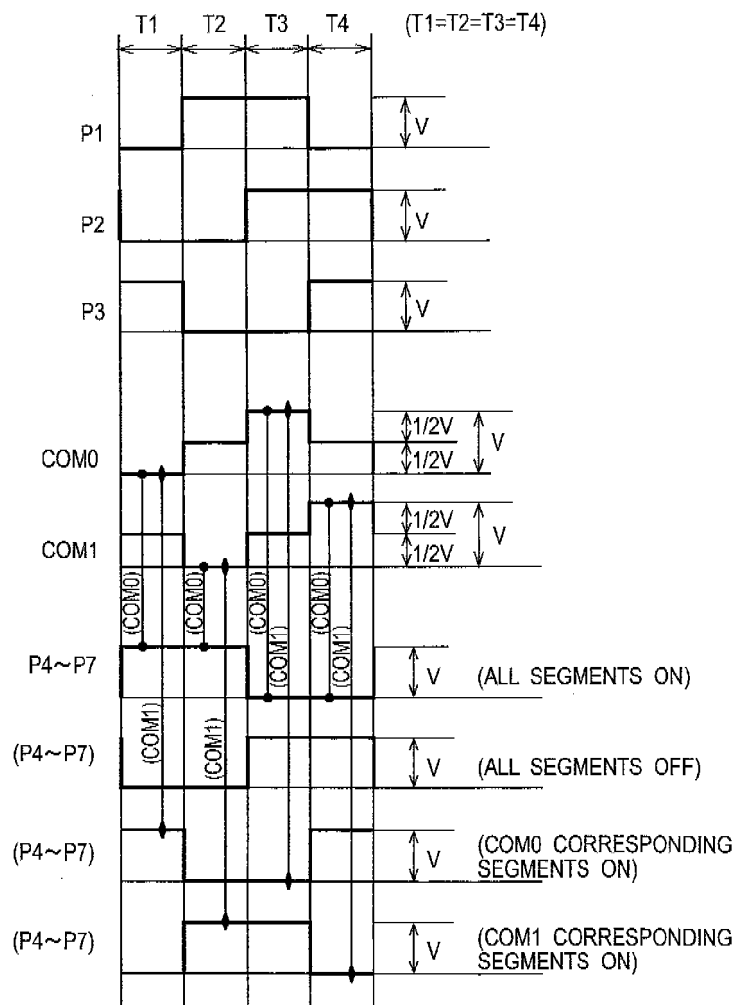 T1 T2 T3 T4 (T1=T2=T3=T4)
P1 V
P2 V
P3 V
COM0 1/2V
1/2V V
COM1 1/2V
1/2V V
(COM0) (COM0) (COM0) (COM1) (COM0) (COM1)
P4~P7 V (ALL SEGMENTS ON)
(COM1) (COM1)
(P4~P7) V (ALL SEGMENTS OFF)
(P4~P7) V (COM0 CORRESPONDING
SEGMENTS ON)
(P4~P7) V (COM1 CORRESPONDING
SEGMENTS ON)